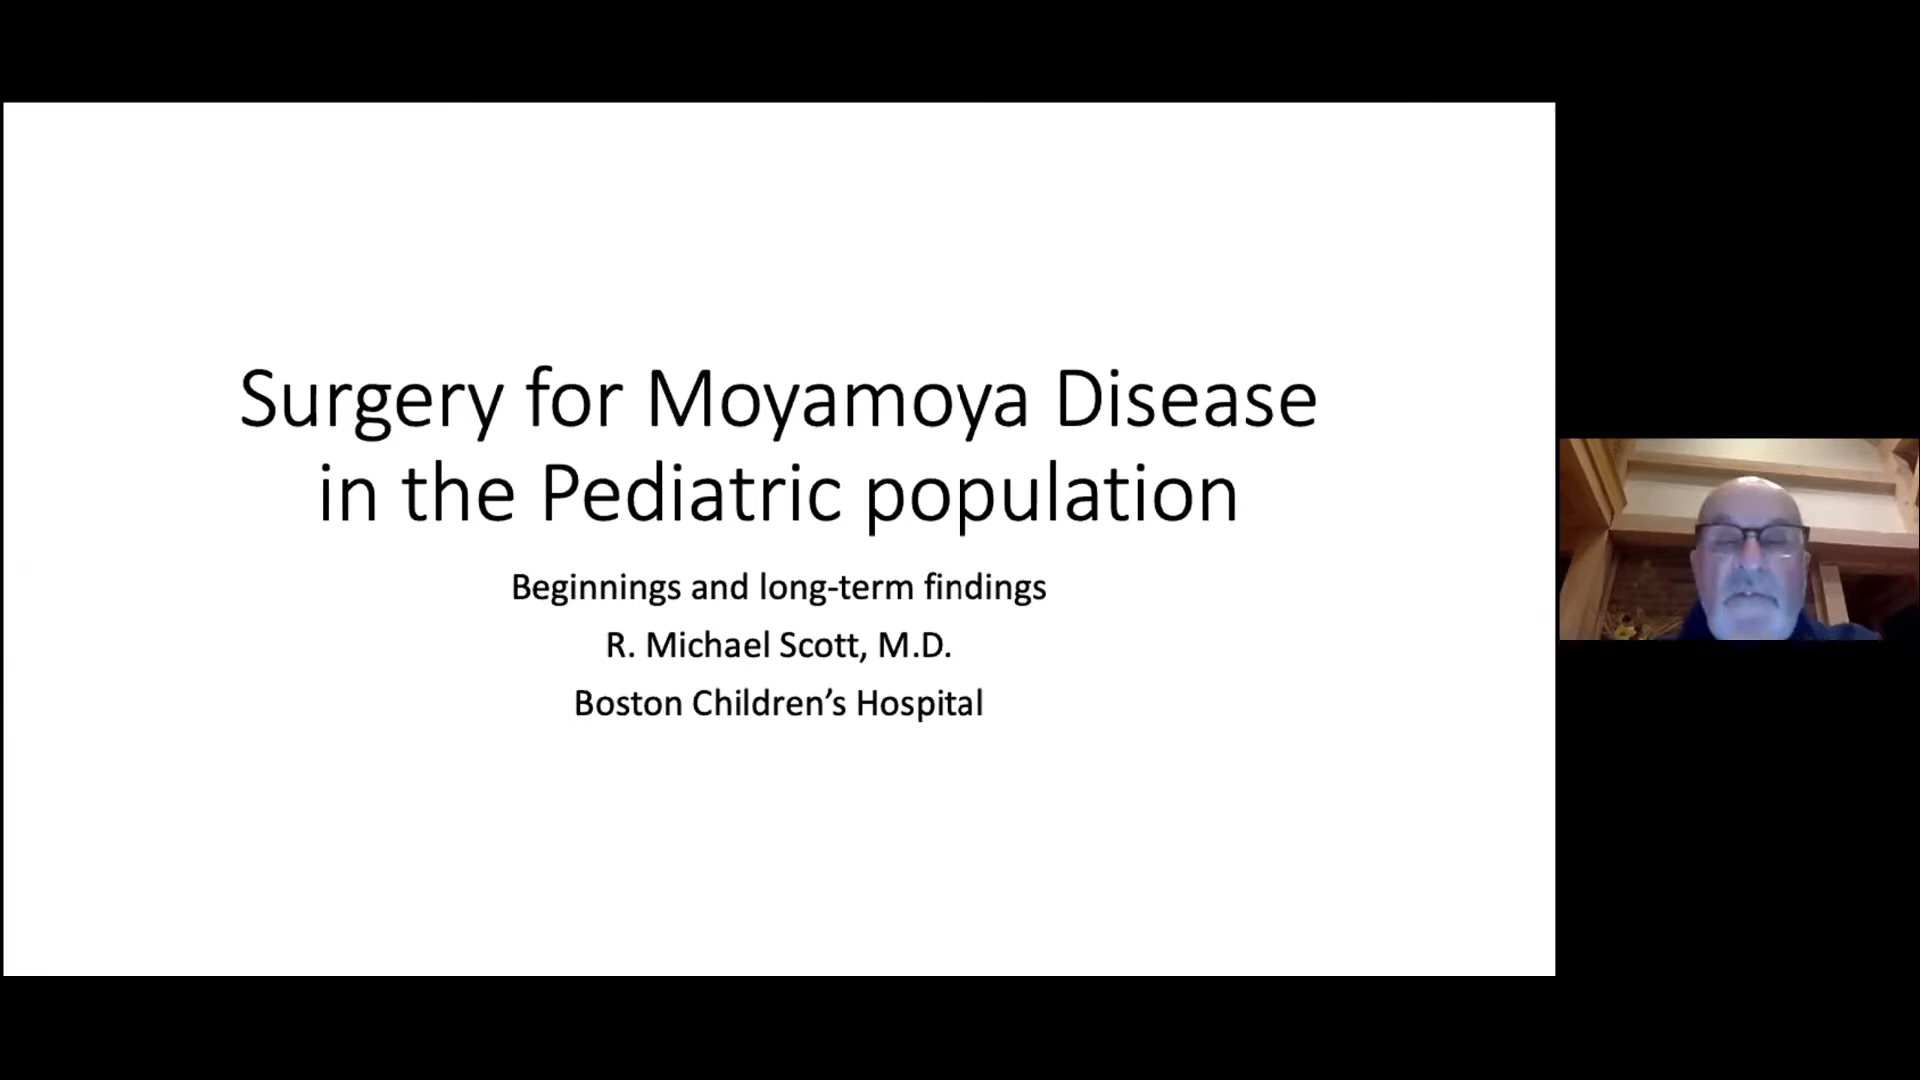 Surgery for Moyamoya Disease
in the Pediatric population
Beginnings and long-term findings
R. Michael Scott, M.D.
Boston Children’s Hospital